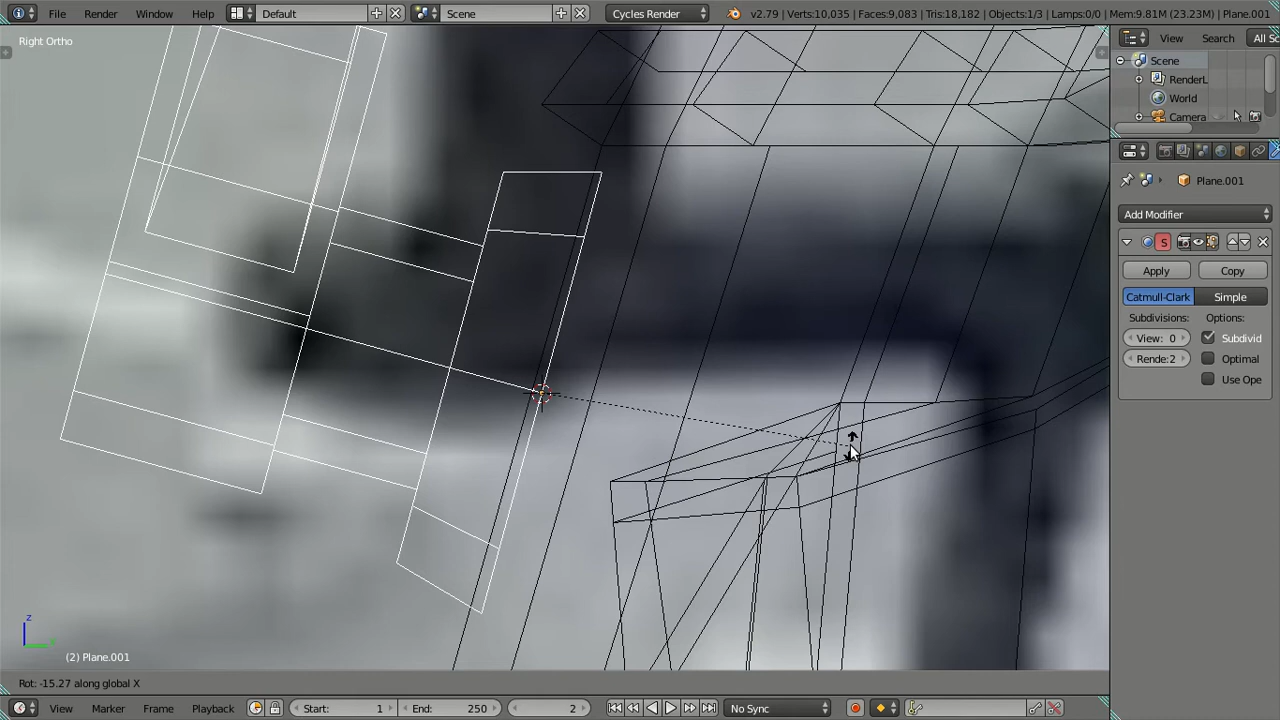 File Render Window Help Default Scene Cycles Render v2.79 | Verts:10,035 | Faces:9,083 | Tris:18,182 | Objects:1/3 | Lamps:0/0 | Mem:9.81M (23.23M) | Plane.001
Right Ortho
View Search All Sc
Scene
RenderL
World
Camera
Plane.001
Add Modifier
S
Apply Copy
Catmull-Clark Simple
Subdivisions: Options:
View: 0 Subdivid
Rende:2 Optimal
Use Ope
z
(2) Plane.001
Rot: -15.27 along global X
View Marker Frame Playback Start: 1 End: 250 2 No Sync